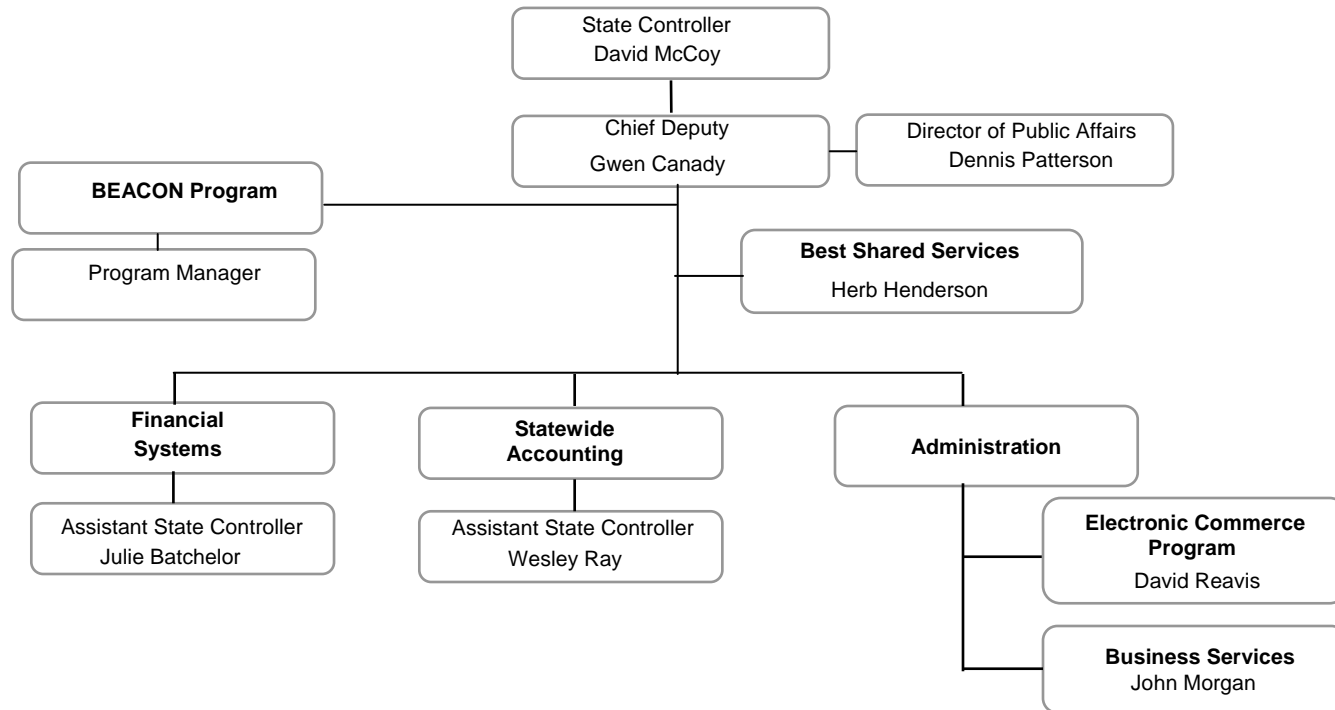 State Controller
David McCoy
Chief Deputy
Gwen Canady
Director of Public Affairs
Dennis Patterson
BEACON Program
Program Manager
Best Shared Services
Herb Henderson
Financial
Systems
Assistant State Controller
Julie Batchelor
Statewide
Accounting
Assistant State Controller
Wesley Ray
Administration
Electronic Commerce
Program
David Reavis
Business Services
John Morgan